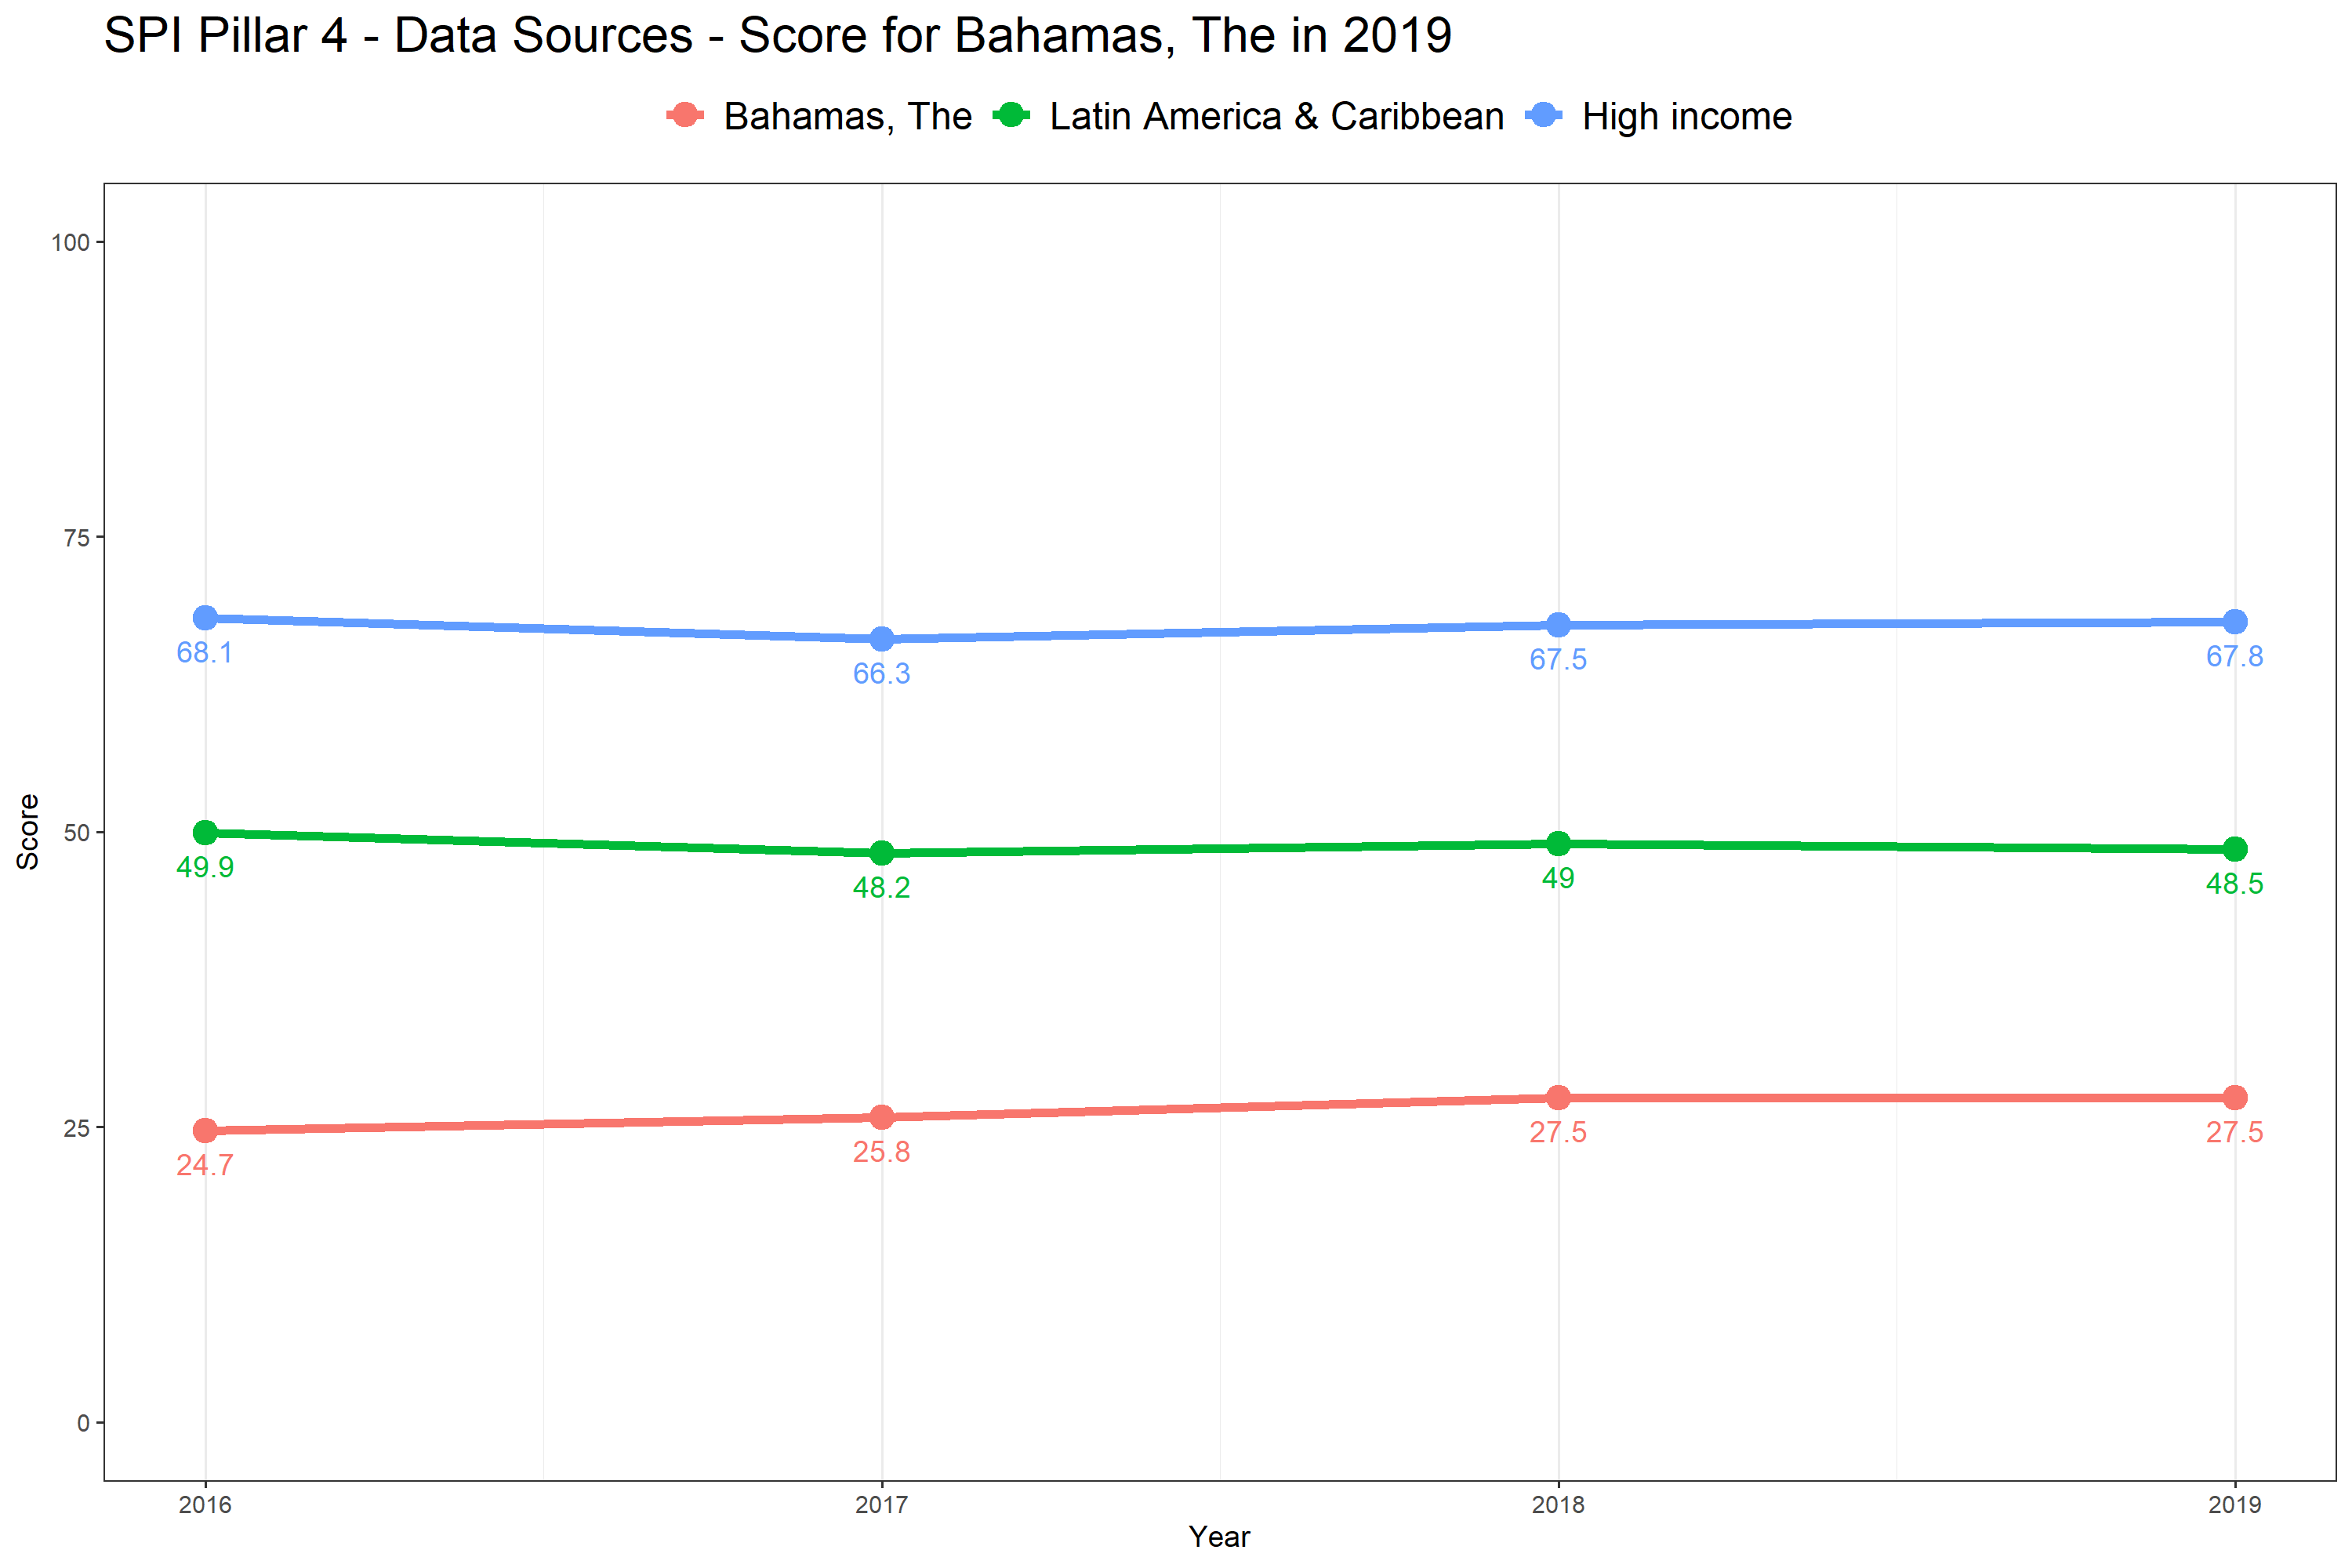 SPI Pillar 4 - Data Sources - Score for Bahamas, The in 2019
Bahamas, The Latin America & Caribbean High income
100
75
50
25
0
Score
68.1 66.3 67.5 67.8
49.9 48.2 49 48.5
24.7 25.8 27.5 27.5
2016 2017 2018 2019
Year